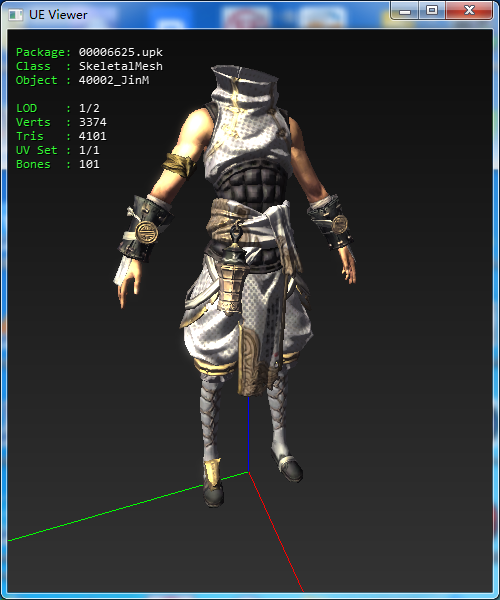 UE Viewer
Package: 00006625.upk
Class : SkeletalMesh
Object : 40002_JinM
LOD : 1/2
Verts : 3374
Tris : 4101
UV Set : 1/1
Bones : 101